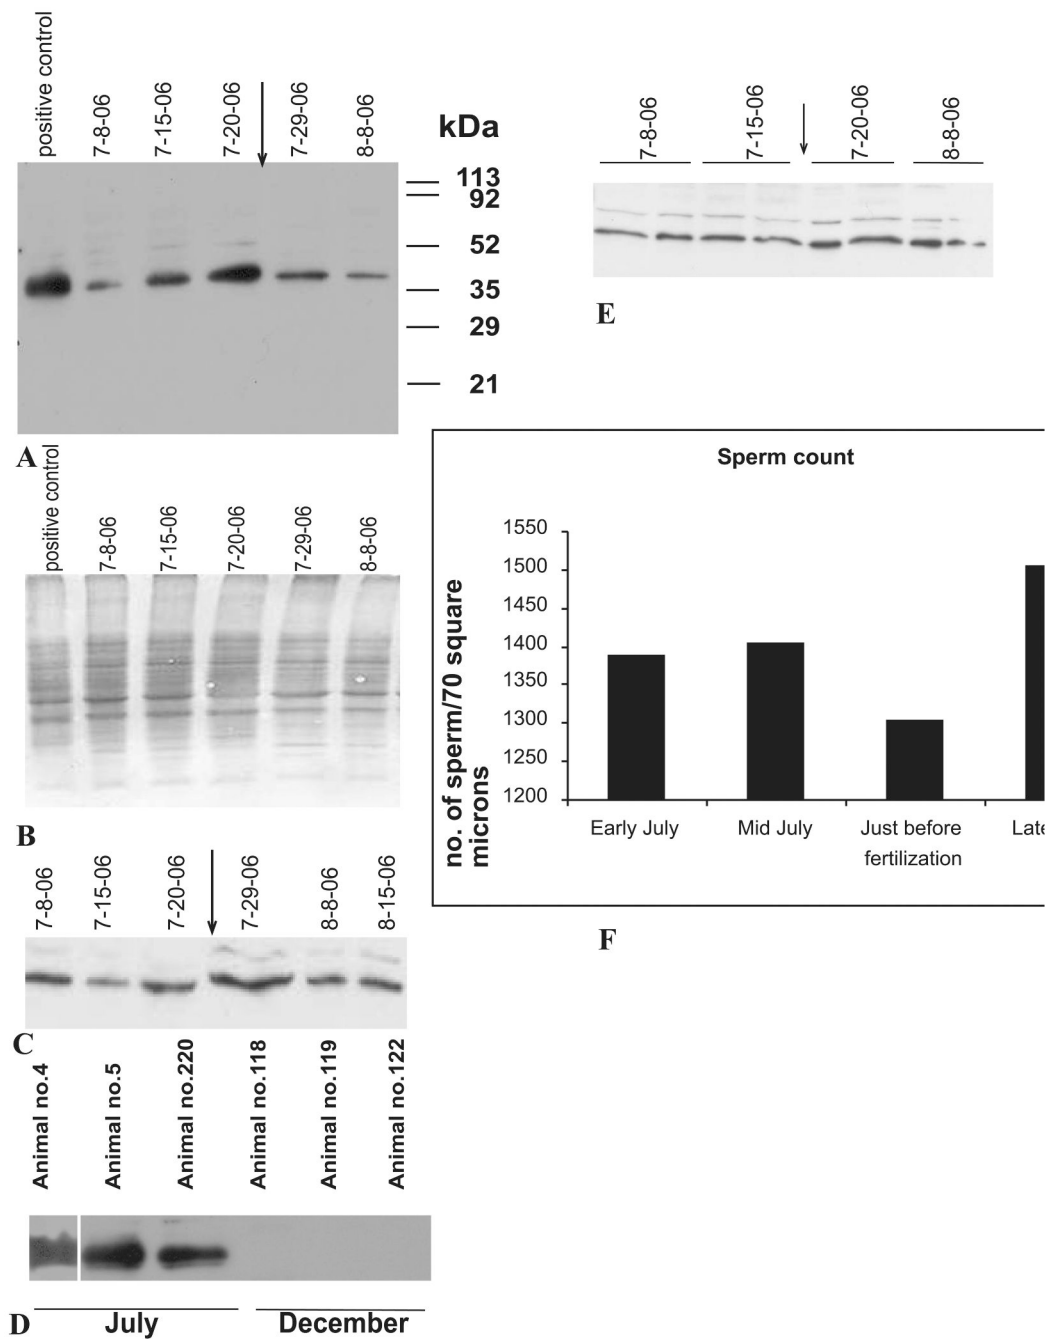 positive control
7-8-06
7-15-06
7-20-06
7-29-06
8-8-06
kDa
113
92
52
35
29
21
A
positive control
7-8-06
7-15-06
7-20-06
7-29-06
8-8-06
B
7-8-06
7-15-06
7-20-06
7-29-06
8-8-06
8-15-06
C
Animal no.4
Animal no.5
Animal no.220
Animal no.118
Animal no.119
Animal no.122
July
December
D
7-8-06
7-15-06
7-20-06
8-8-06
E
Sperm count
no. of sperm/70 square
microns
1550
1500
1450
1400
1350
1300
1250
1200
Early July
Mid July
Just before
fertilization
Late
F